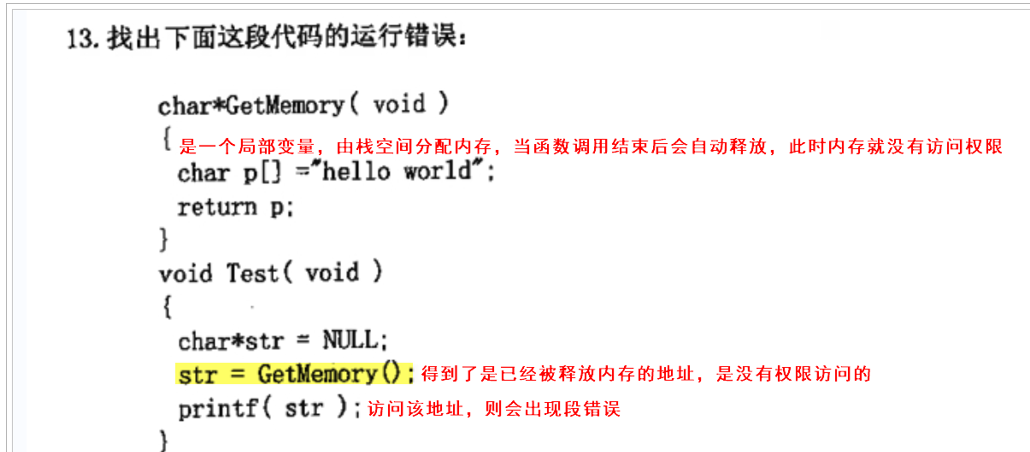 13. 找出下面这段代码的运行错误:
char*GetMemory( void )
{ 是一个局部变量，由栈空间分配内存，当函数调用结束后会自动释放，此时内存就没有访问权限
char p[] ="hello world";
return p;
}
void Test( void )
{
char*str = NULL;
str = GetMemory(); 得到了是已经被释放内存的地址，是没有权限访问的
printf( str ); 访问该地址，则会出现段错误
}